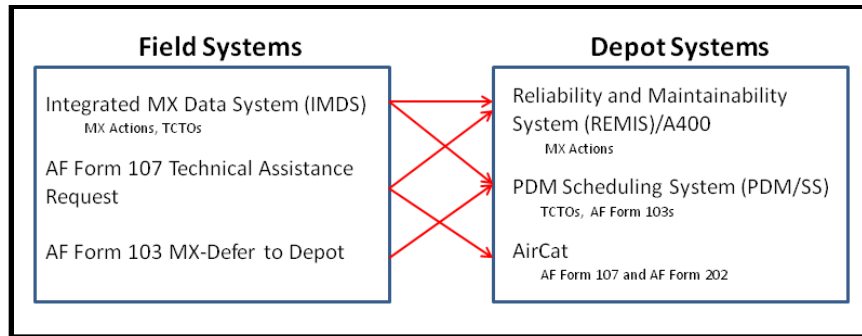 Field Systems
Integrated MX Data System (IMDS)
MX Actions, TCTOs
AF Form 107 Technical Assistance
Request
AF Form 103 MX-Defer to Depot
Depot Systems
Reliability and Maintainability
System (REMIS)/A400
MX Actions
PDM Scheduling System (PDM/SS)
TCTOs, AF Form 103s
AirCat
AF Form 107 and AF Form 202